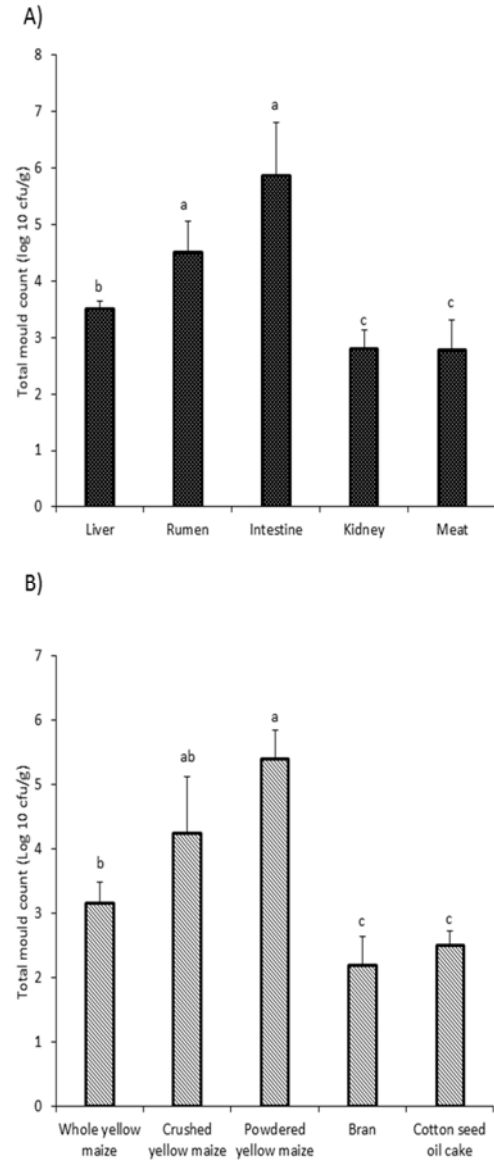 A)
Total mould count (log 10 cfu/g)
8
7
6
5
4
3
2
1
0
b
a
a
c
c
Liver Rumen Intestine Kidney Meat
B)
Total mould count (Log 10 cfu/g)
7
6
5
4
3
2
1
0
b
ab
a
c
c
Whole yellow maize
Crushed yellow maize
Powdered yellow maize
Bran
Cotton seed oil cake